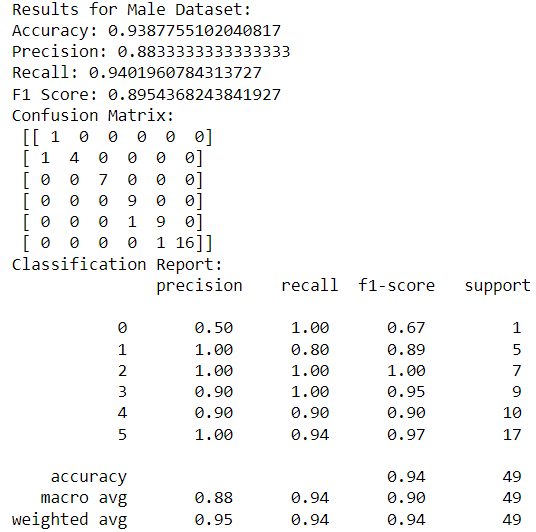 Results for Male Dataset:
Accuracy: 0.9387755102040817
Precision: 0.8833333333333333
Recall: 0.9401960784313727
F1 Score: 0.8954368243841927
Confusion Matrix:
[[ 1 0 0 0 0 0]
[ 1 4 0 0 0 0]
[ 0 0 7 0 0 0]
[ 0 0 0 9 0 0]
[ 0 0 0 1 9 0]
[ 0 0 0 0 1 16]]
Classification Report:
precision recall f1-score support
0 0.50 1.00 0.67 1
1 1.00 0.80 0.89 5
2 1.00 1.00 1.00 7
3 0.90 1.00 0.95 9
4 0.90 0.90 0.90 10
5 1.00 0.94 0.97 17
accuracy 0.94 49
macro avg 0.88 0.94 0.90 49
weighted avg 0.95 0.94 0.94 49